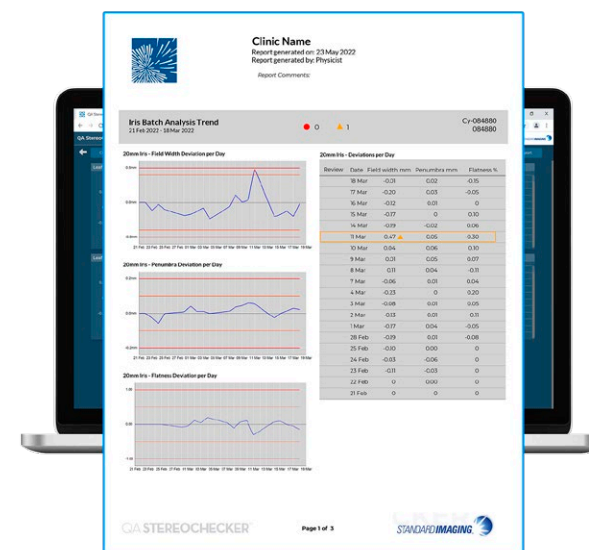 Clinic Name
Report generated on: 23 May 2022
Report generated by: Physicist
Report Comments:
Iris Batch Analysis Trend
21 Feb 2022 - 18 Mar 2022
0
1
Cy-084880
084880
20mm Iris - Field Width Deviation per Day
20mm Iris - Penumbra Deviation per Day
20mm Iris - Flatness Deviation per Day
20mm Iris - Deviations per Day
Review Date Field width mm Penumbra mm Flatness %
18 Mar -0.01 0.02 -0.15
17 Mar -0.20 0.03 -0.05
16 Mar -0.12 0.01 0
15 Mar -0.17 0 0.10
14 Mar -0.19 -0.02 0.06
11 Mar 0.47 0.05 0.30
10 Mar 0.04 0.06 0.10
9 Mar 0.01 0.05 0.07
8 Mar 0.11 0.04 -0.11
7 Mar -0.06 0.01 0.04
4 Mar -0.23 0 0.20
3 Mar -0.08 0.01 0.05
2 Mar -0.13 0.01 0.11
1 Mar -0.17 0.04 -0.05
28 Feb -0.19 0.01 -0.08
25 Feb -0.10 0.00 0
24 Feb -0.03 -0.06 0
23 Feb -0.11 -0.03 0
22 Feb 0 0.00 0
21 Feb 0 0 0
QA STEREOCHECKER
Page 1 of 3
STANDARD IMAGING